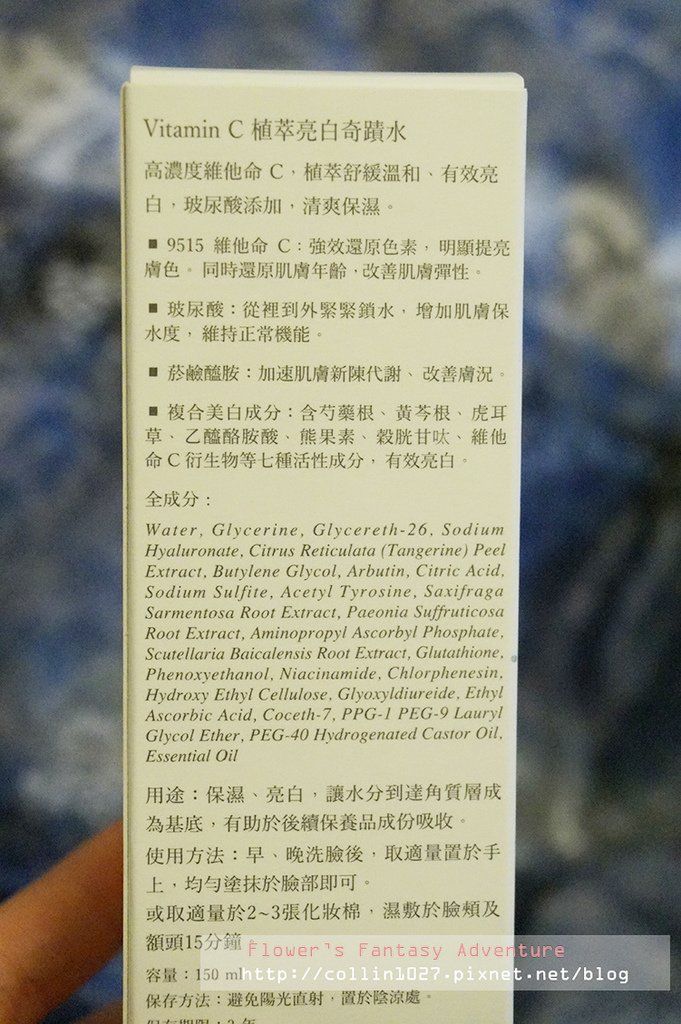 Vitamin C 植萃亮白奇蹟水
高濃度維他命 C，植萃舒緩溫和、有效亮
白，玻尿酸添加，清爽保濕。
■ 9515 維他命 C：強效還原色素，明顯提亮
膚色。同時還原肌膚年齡，改善肌膚彈性。
■ 玻尿酸：從裡到外緊緊鎖水，增加肌膚保
水度，維持正常機能。
■ 菸鹼醯胺：加速肌膚新陳代謝、改善膚況。
■ 複合美白成分：含芍藥根、黃芩根、虎耳
草、乙醯酪胺酸、熊果素、穀胱甘呔、維他
命 C 衍生物等七種活性成分，有效亮白。
全成分：
Water, Glycerine, Glycereth-26, Sodium
Hyaluronate, Citrus Reticulata (Tangerine) Peel
Extract, Butylene Glycol, Arbutin, Citric Acid,
Sodium Sulfite, Acetyl Tyrosine, Saxifraga
Sarmentosa Root Extract, Paeonia Suffruticosa
Root Extract, Aminopropyl Ascorbyl Phosphate,
Scutellaria Baicalensis Root Extract, Glutathione,
Phenoxyethanol, Niacinamide, Chlorphenesin,
Hydroxy Ethyl Cellulose, Glyoxyldiureide, Ethyl
Ascorbic Acid, Coceth-7, PPG-1 PEG-9 Lauryl
Glycol Ether, PEG-40 Hydrogenated Castor Oil,
Essential Oil
用途：保濕、亮白，讓水分到達角質層成
為基底，有助於後續保養品成份吸收。
使用方法：早、晚洗臉後，取適量置於手
上，均勻塗抹於臉部即可。
或取適量於2~3張化妝棉，濕敷於臉頰及
額頭15分鐘。
Flower's Fantasy Adventure
容量：150 ml
http://collin1027.pixnet.net/blog
保存方法：避免陽光直射，置於陰涼處。